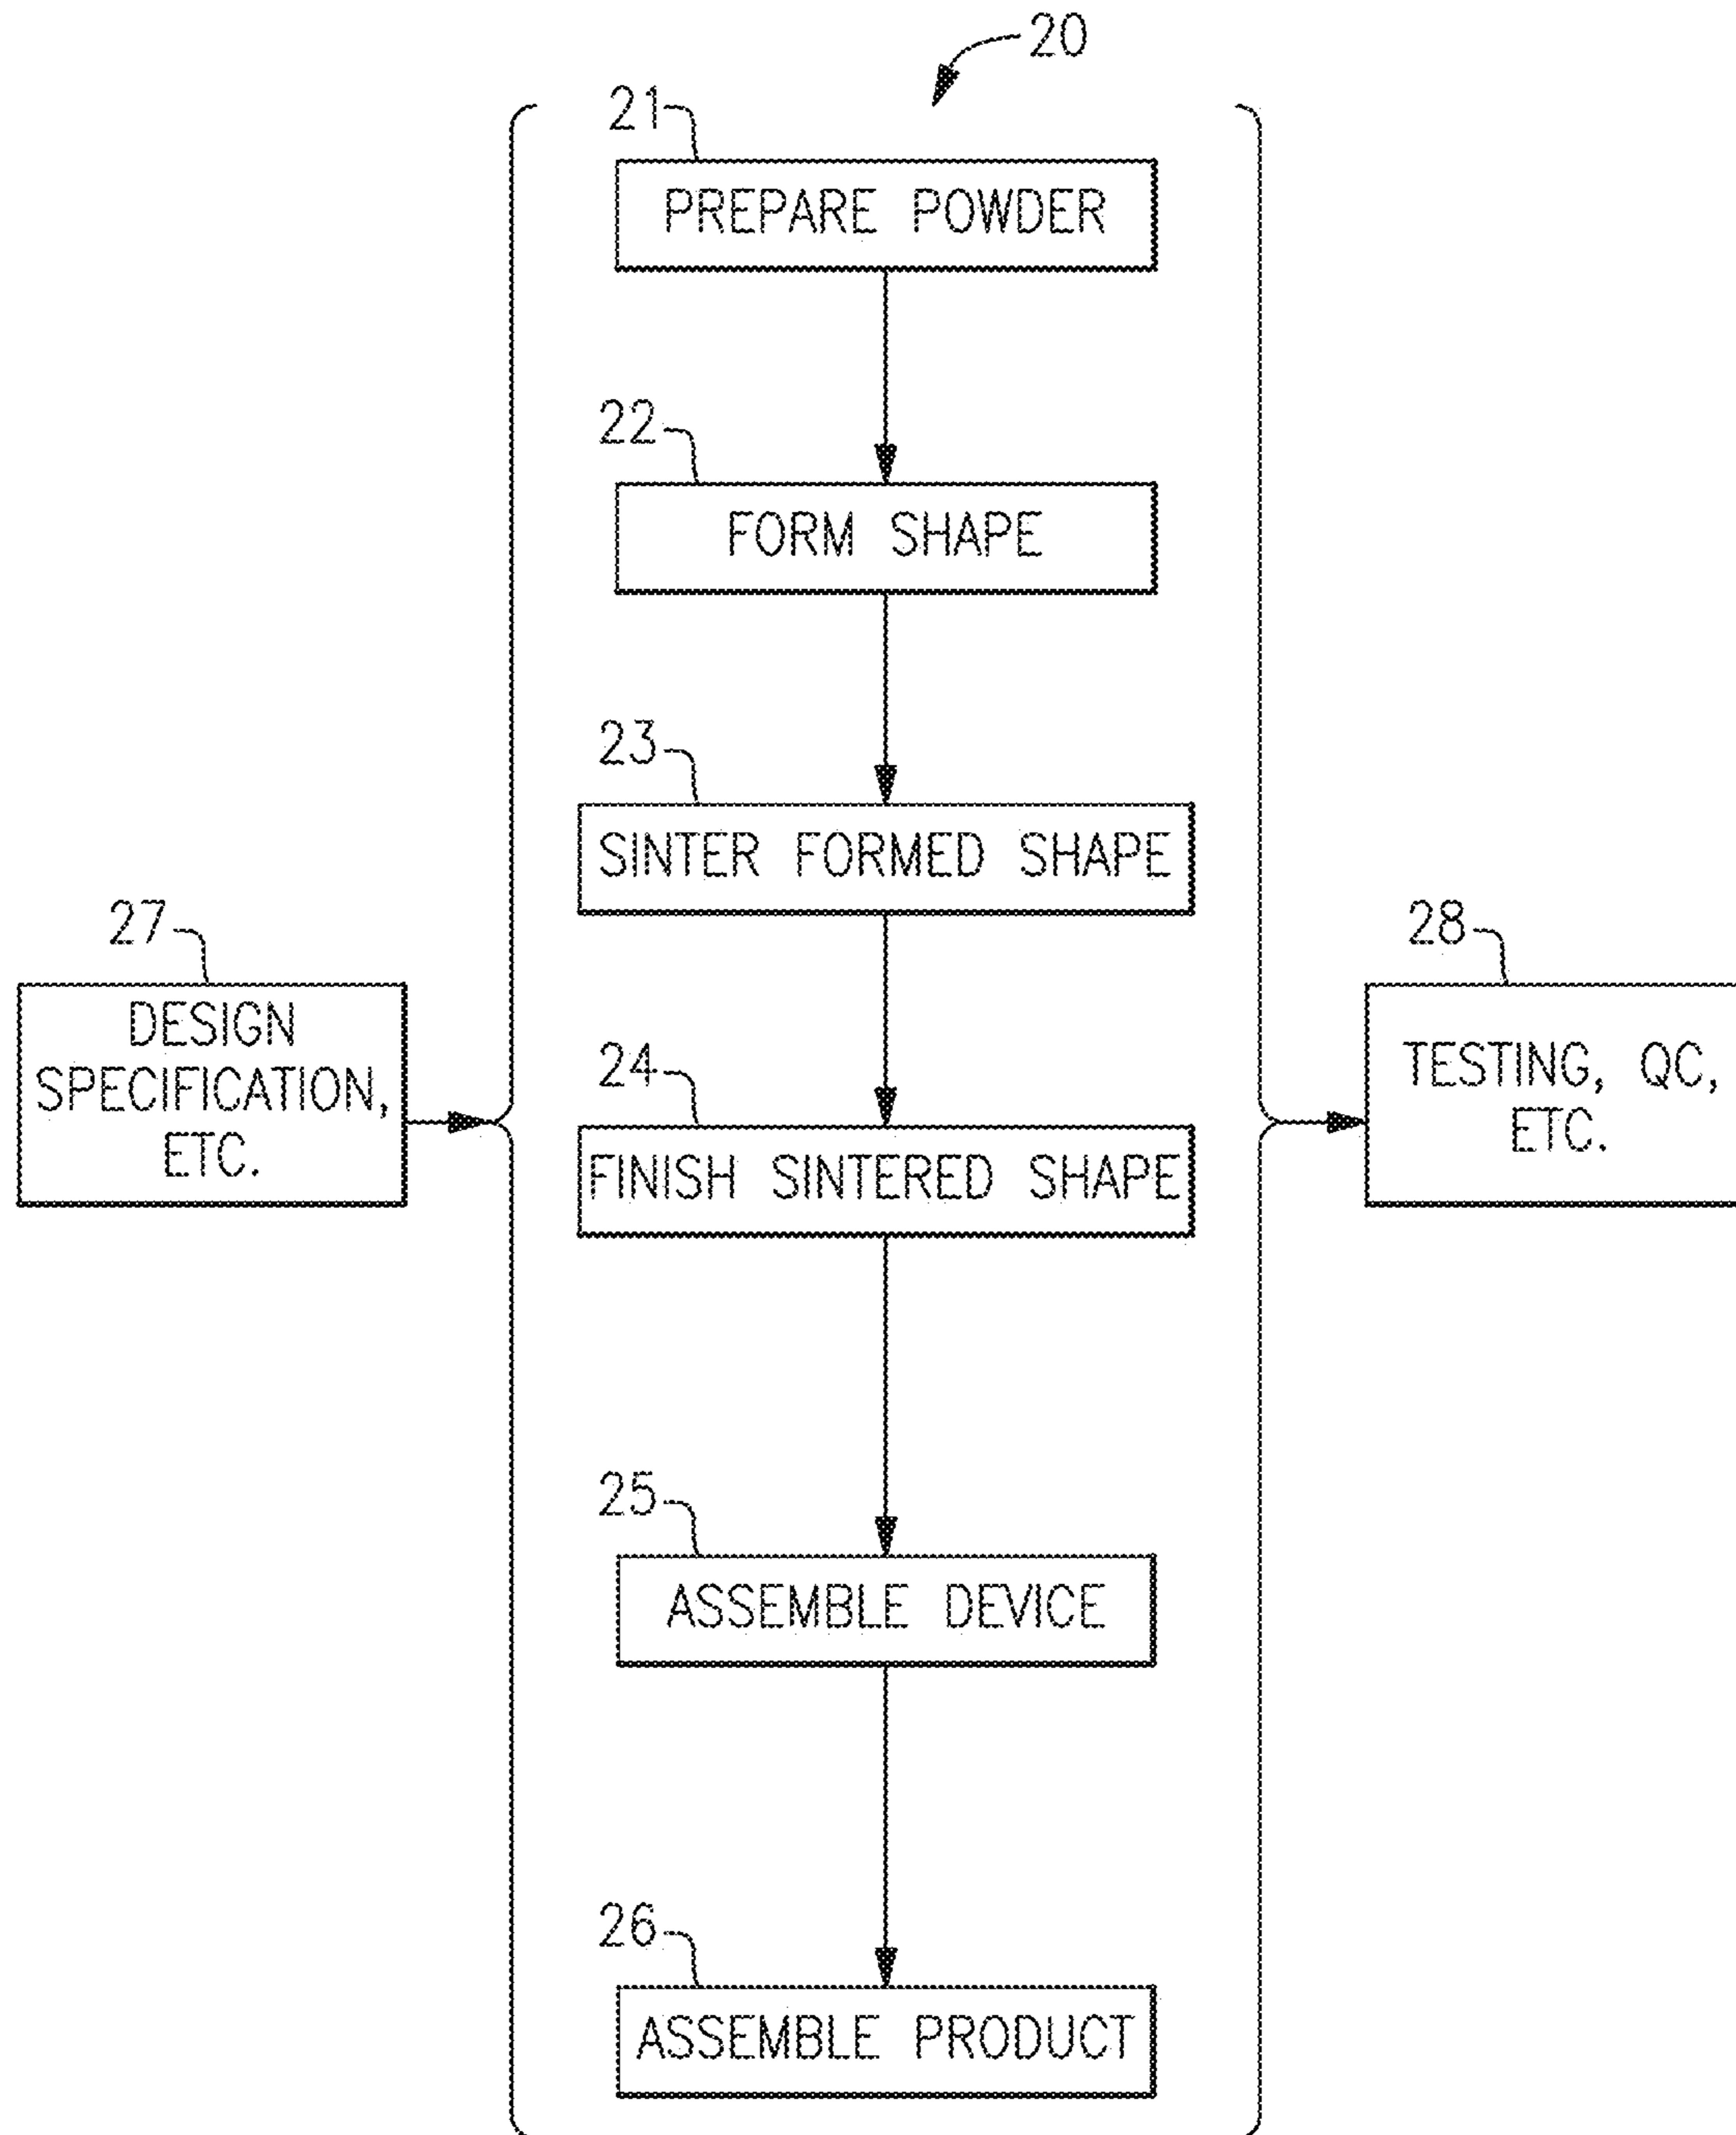 20
21
PREPARE POWDER
22
FORM SHAPE
23
SINTER FORMED SHAPE
27
DESIGN
SPECIFICATION,
ETC.
28
TESTING, QC,
ETC.
24
FINISH SINTERED SHAPE
25
ASSEMBLE DEVICE
26
ASSEMBLE PRODUCT